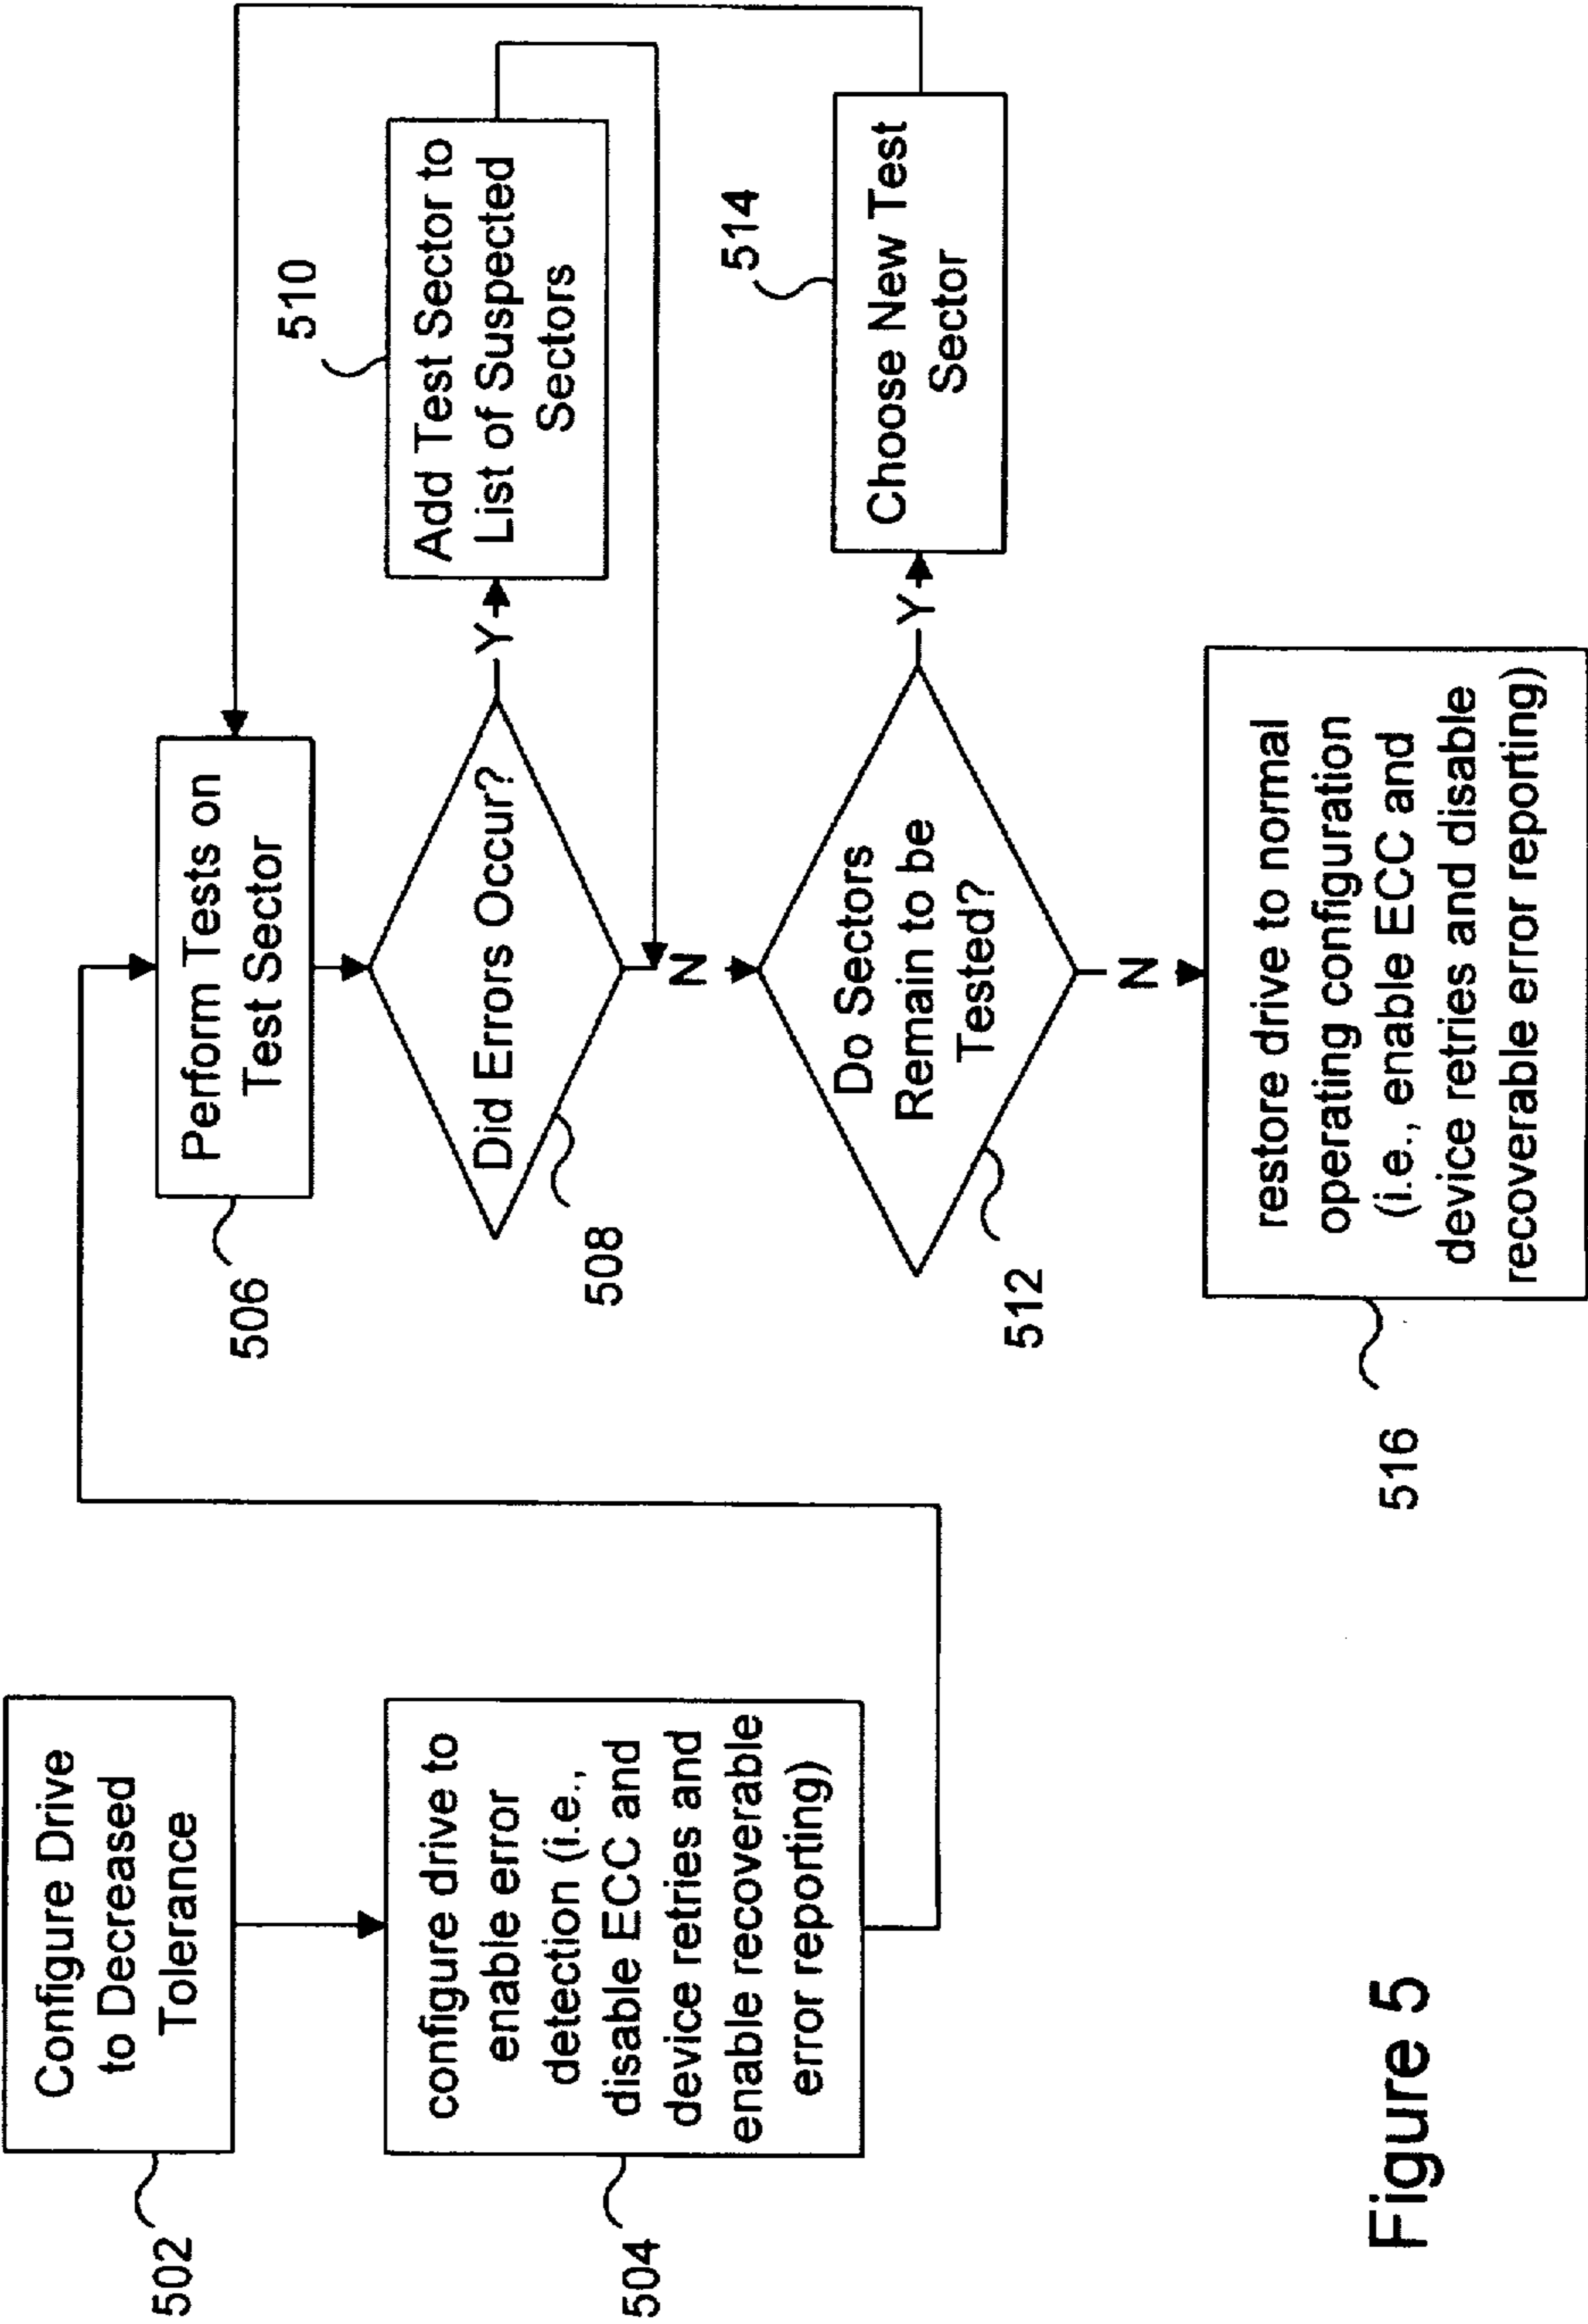 502
Configure Drive
to Decreased
Tolerance
504
configure drive to
enable error
detection (i.e.,
disable ECC and
device retries and
enable recoverable
error reporting)
506
Perform Tests on
Test Sector
508
Did Errors Occur?
Y
N
510
Add Test Sector to
List of Suspected
Sectors
512
Do Sectors
Remain to be
Tested?
Y
N
514
Choose New Test
Sector
516
restore drive to normal
operating configuration
(i.e., enable ECC and
device retries and disable
recoverable error reporting)
Figure 5